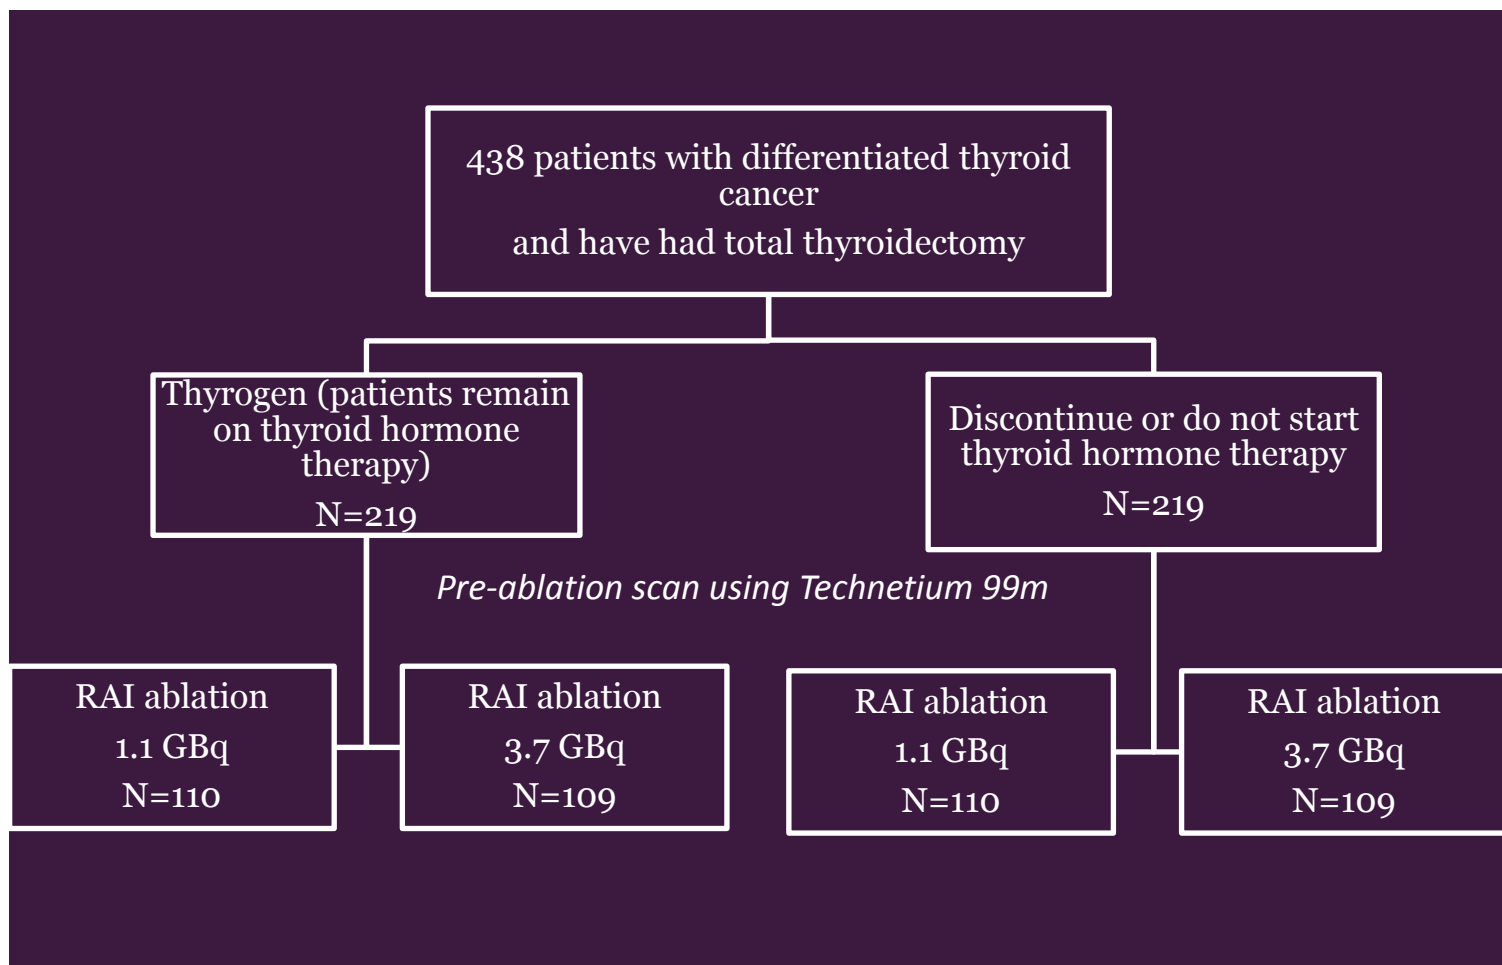 438 patients with differentiated thyroid
cancer
and have had total thyroidectomy
Thyrogen (patients remain
on thyroid hormone
therapy)
N=219
Discontinue or do not start
thyroid hormone therapy
N=219
Pre-ablation scan using Technetium 99m
RAI ablation
1.1 GBq
N=110
RAI ablation
3.7 GBq
N=109
RAI ablation
1.1 GBq
N=110
RAI ablation
3.7 GBq
N=109